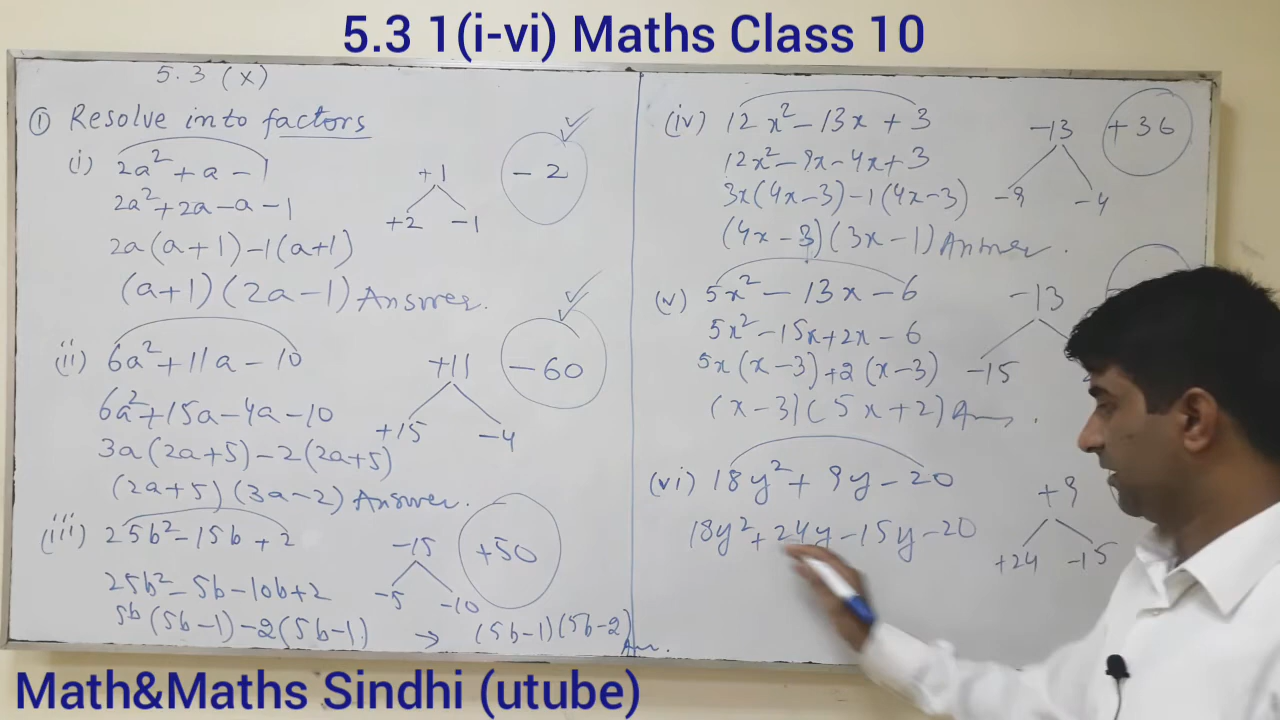 5.3 1(i-vi) Maths Class 10
5.3 (x)
① Resolve into factors
(i) 2a² + a - 1
2a² + 2a - a - 1
2a(a + 1) - 1(a+1)
(a+1)(2a-1) Answer.
+1
+2 -1
- 2
(ii) 6a² + 11a - 10
6a² + 15a - 4a - 10
3a(2a+5) - 2(2a+5)
(2a+5)(3a-2) Answer.
+11
+15 -4
- 60
(iii) 25b² - 15b + 2
25b² - 5b - 10b + 2
5b(5b-1) - 2(5b-1) → (5b-1)(5b-2)
An.
-15
-5 -10
+50
(iv) 12x² - 13x + 3
12x² - 9x - 4x + 3
3x(4x-3) - 1(4x-3)
(4x-3)(3x-1) Answer.
-13
-9 -4
+36
(v) 5x² - 13x - 6
5x² - 15x + 2x - 6
5x(x-3) + 2(x-3)
(x-3)(5x+2) Ans.
-13
-15
(vi) 18y² + 9y - 20
18y² + 24y - 15y - 20
+9
+24 -15
Math&Maths Sindhi (utube)